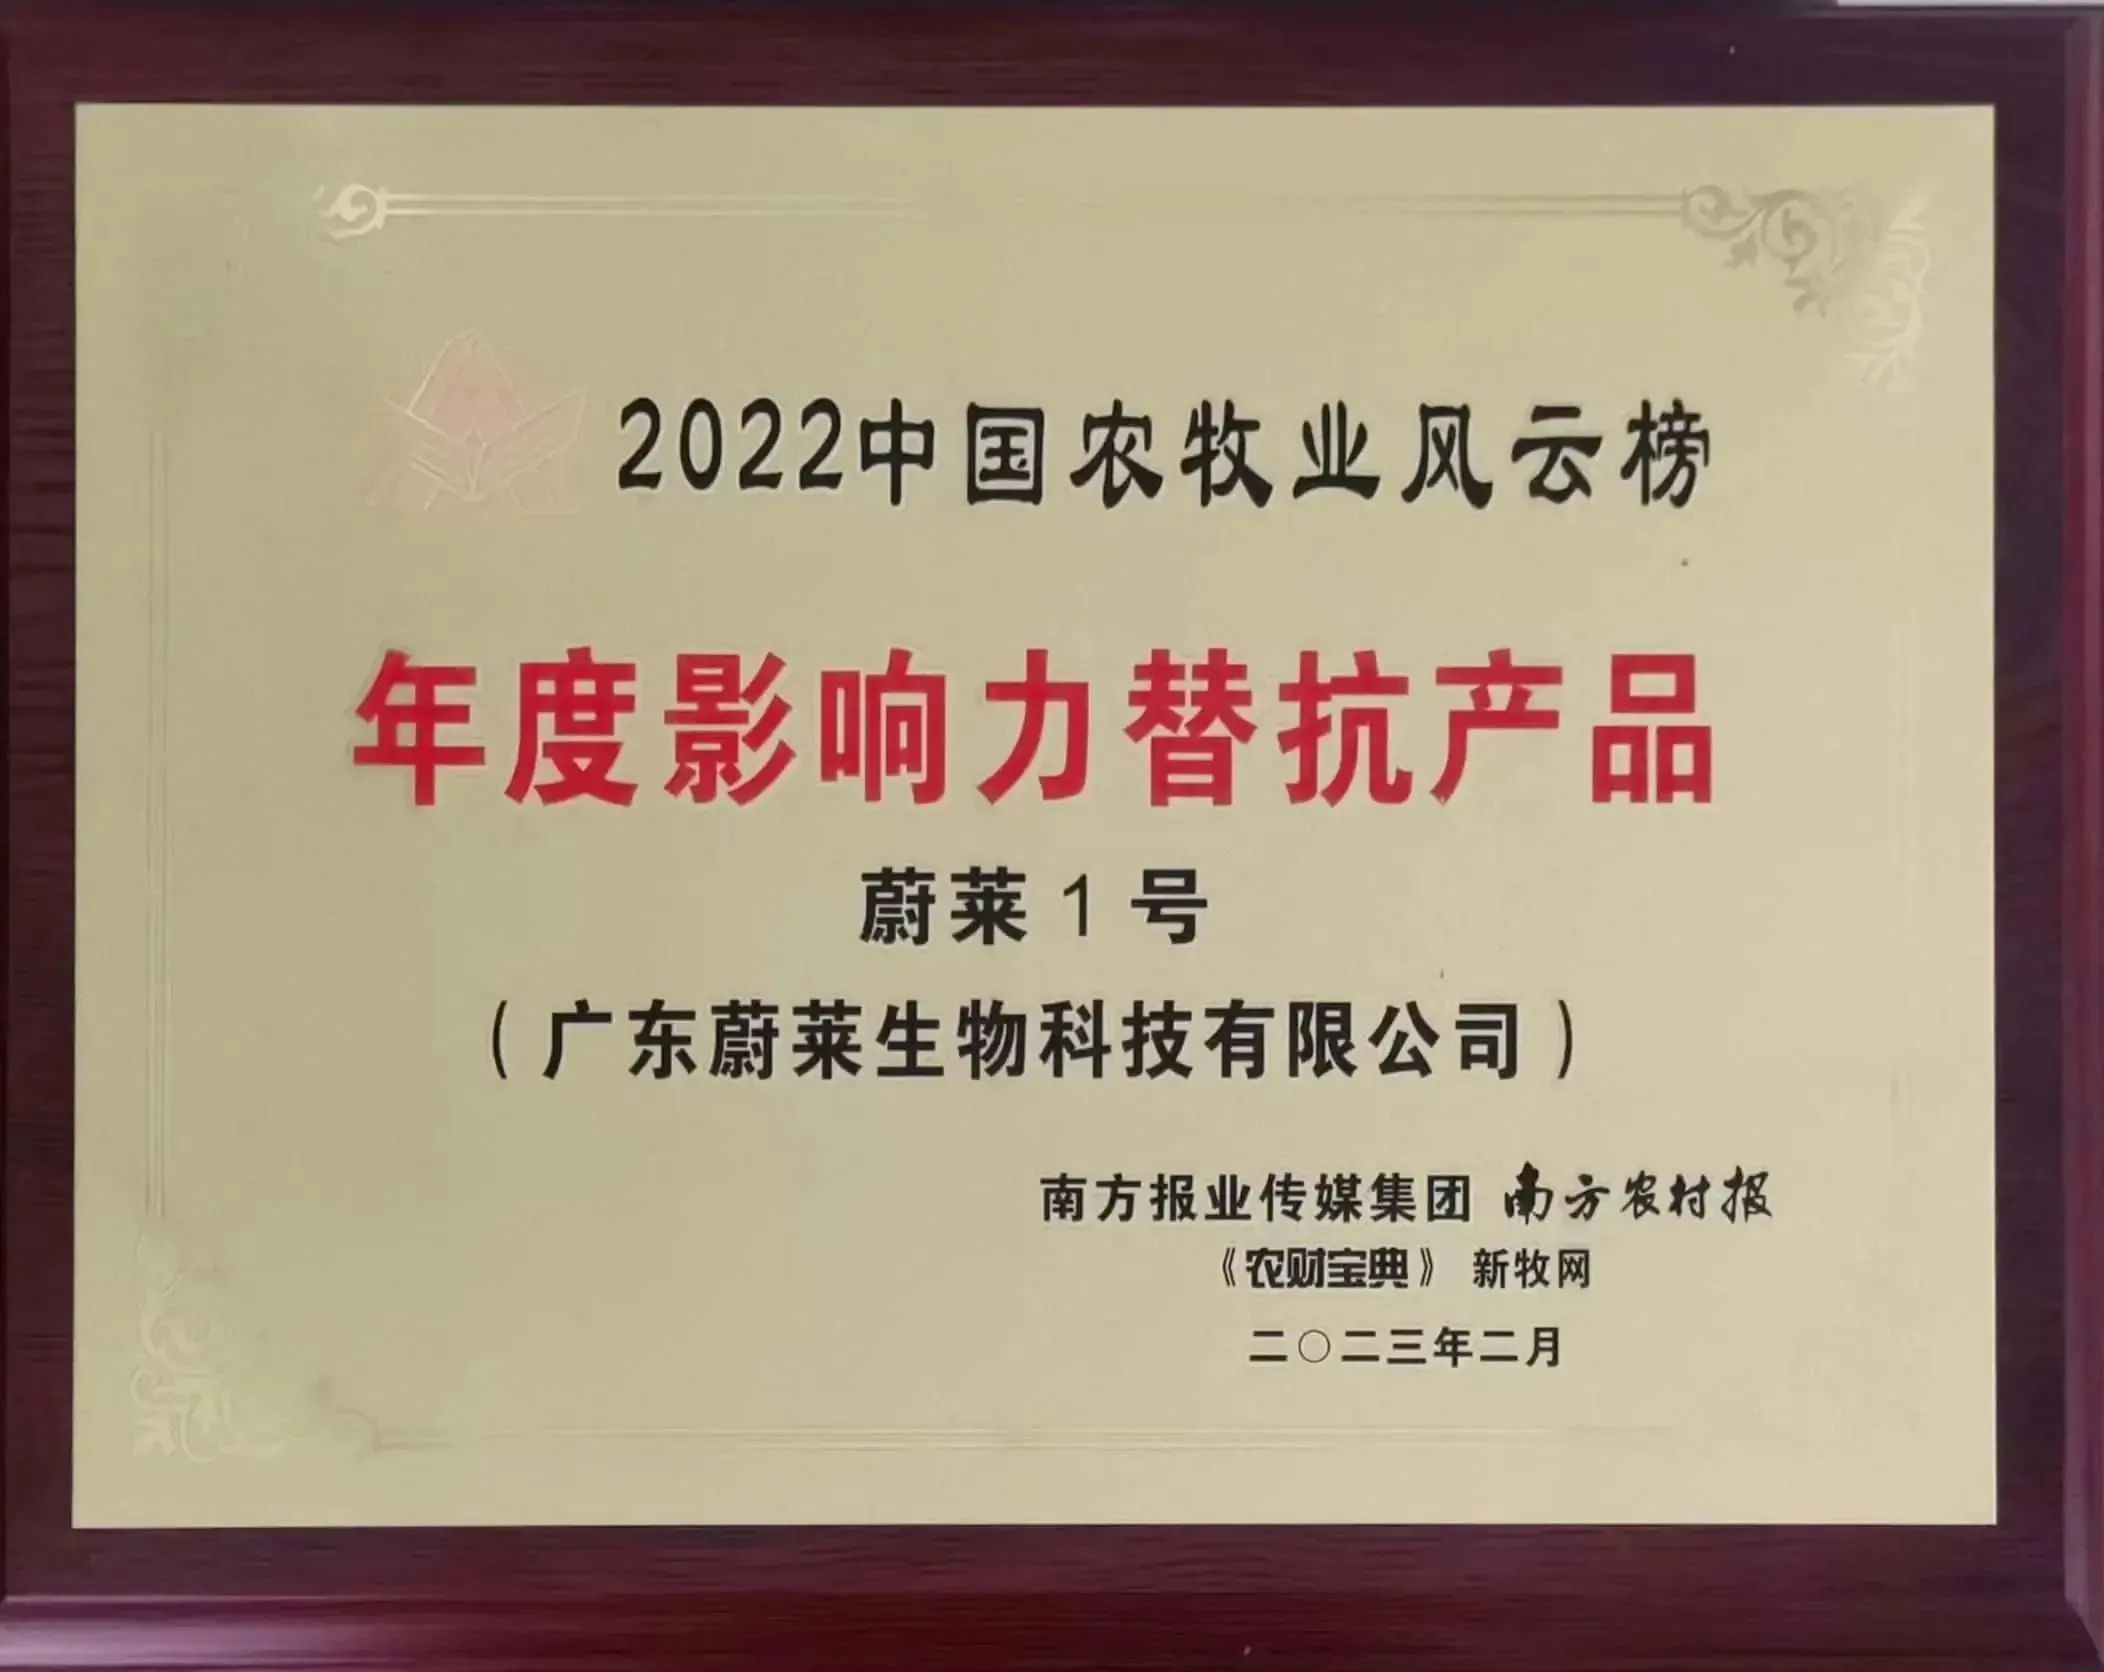 2022中国农牧业风云榜
年度影响力替抗产品
蔚莱1号
（广东蔚莱生物科技有限公司）
南方报业传媒集团 南方农村报
《农财宝典》 新牧网
二〇二三年二月